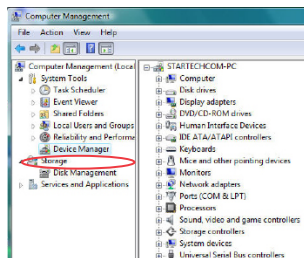 Computer Management
File Action View Help
Computer Management (Local
System Tools
Task Scheduler
Event Viewer
Shared Folders
Local Users and Groups
Reliability and Performa
Device Manager
Storage
Disk Management
Services and Applications
STARTECHCOM-PC
Computer
Disk drives
Display adapters
DVD/CD-ROM drives
Human Interface Devices
IDE ATA/ATAPI controllers
Keyboards
Mice and other pointing devices
Monitors
Network adapters
Ports (COM & LPT)
Processors
Sound, video and game controllers
Storage controllers
System devices
Universal Serial Bus controllers